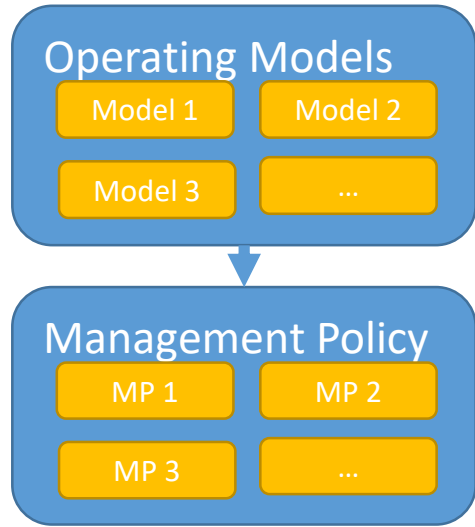 Operating Models
Model 1
Model 2
Model 3
...
Management Policy
MP 1
MP 2
MP 3
...